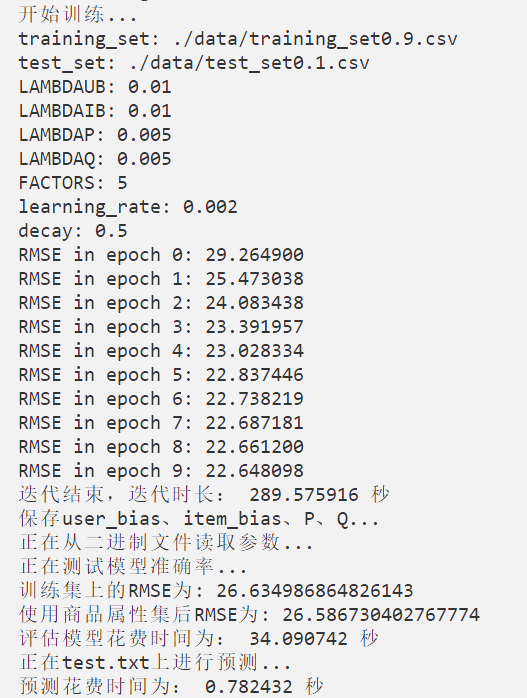 开始训练...
training_set: ./data/training_set0.9.csv
test_set: ./data/test_set0.1.csv
LAMBDAUB: 0.01
LAMBDAIB: 0.01
LAMBDAP: 0.005
LAMBDAQ: 0.005
FACTORS: 5
learning_rate: 0.002
decay: 0.5
RMSE in epoch 0: 29.264900
RMSE in epoch 1: 25.473038
RMSE in epoch 2: 24.083438
RMSE in epoch 3: 23.391957
RMSE in epoch 4: 23.028334
RMSE in epoch 5: 22.837446
RMSE in epoch 6: 22.738219
RMSE in epoch 7: 22.687181
RMSE in epoch 8: 22.661200
RMSE in epoch 9: 22.648098
迭代结束，迭代时长： 289.575916 秒
保存user_bias、item_bias、P、Q...
正在从二进制文件读取参数...
正在测试模型准确率...
训练集上的RMSE为: 26.634986864826143
使用商品属性集后RMSE为: 26.586730402767774
评估模型花费时间为： 34.090742 秒
正在test.txt上进行预测...
预测花费时间为： 0.782432 秒